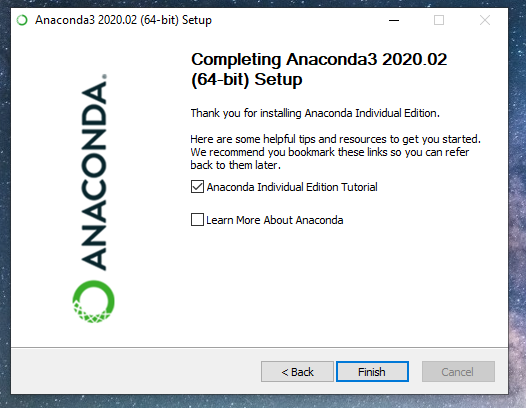 Anaconda3 2020.02 (64-bit) Setup
ANACONDA.
Completing Anaconda3 2020.02
(64-bit) Setup
Thank you for installing Anaconda Individual Edition.
Here are some helpful tips and resources to get you started.
We recommend you bookmark these links so you can refer
back to them later.
Anaconda Individual Edition Tutorial
Learn More About Anaconda
< Back
Finish
Cancel